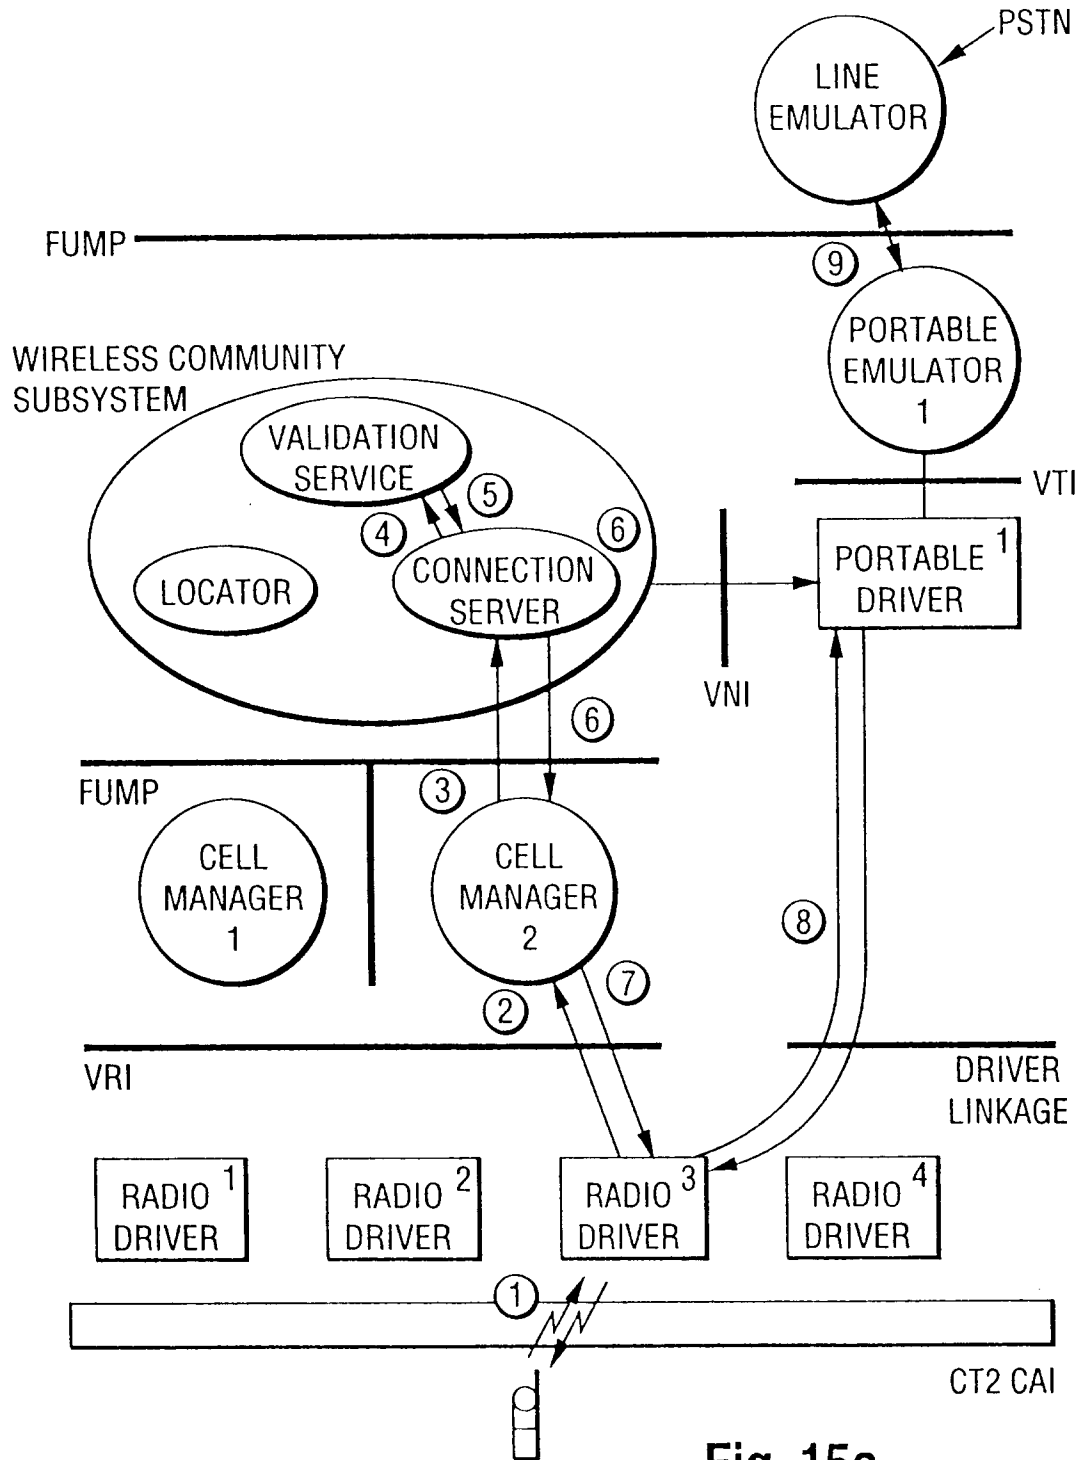 PSTN
LINE
EMULATOR
FUMP
9
PORTABLE
EMULATOR
1
WIRELESS COMMUNITY
SUBSYSTEM
VALIDATION
SERVICE
5
4
6
VTI
CONNECTION
SERVER
LOCATOR
PORTABLE 1
DRIVER
VNI
6
FUMP
3
CELL
MANAGER
1
CELL
MANAGER
2
8
7
2
VRI
DRIVER
LINKAGE
RADIO 1
DRIVER
RADIO 2
DRIVER
RADIO 3
DRIVER
RADIO 4
DRIVER
1
CT2 CAI